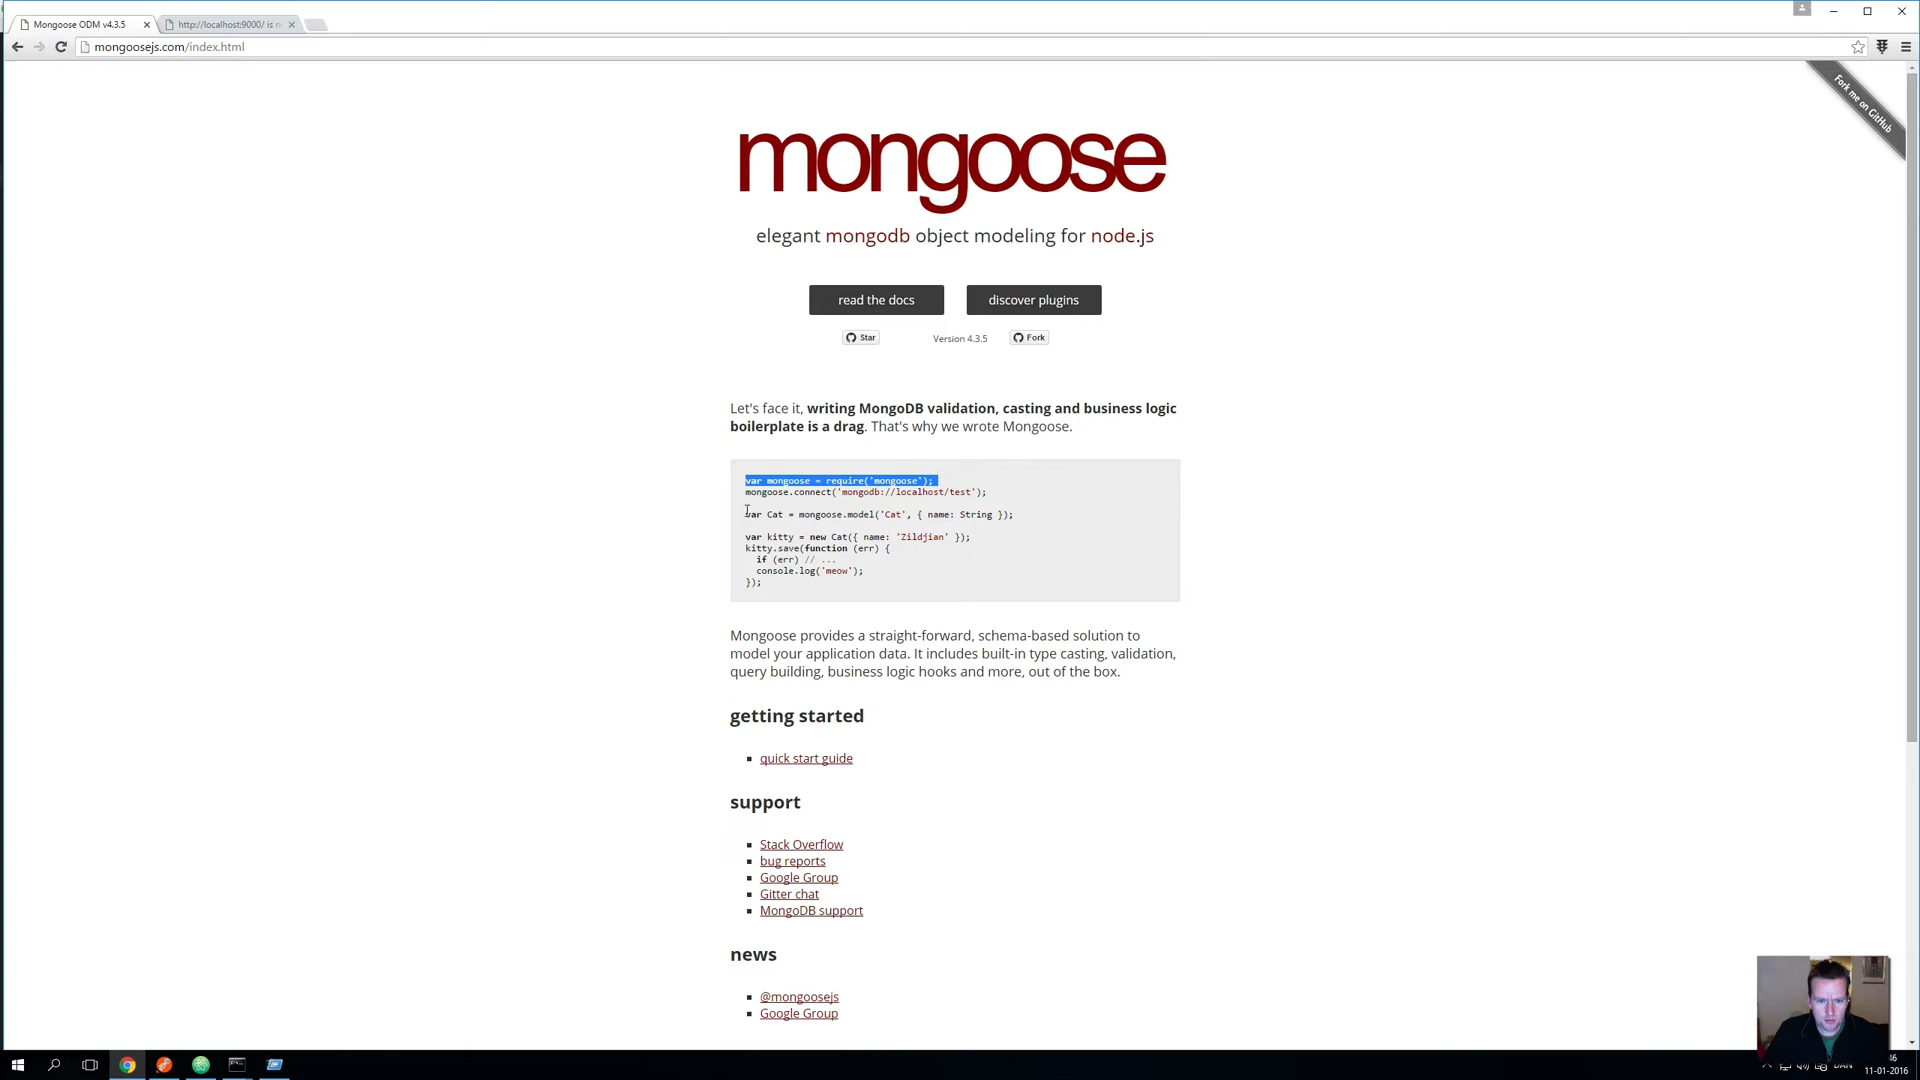 Mongoose ODM v4.3.5
http://localhost:9000/ is n
mongoosejs.com/index.html
Fork me on GitHub
mongoose
elegant mongodb object modeling for node.js
read the docs
discover plugins
Star
Version 4.3.5
Fork
Let's face it, writing MongoDB validation, casting and business logic
boilerplate is a drag. That's why we wrote Mongoose.
var mongoose = require('mongoose');
mongoose.connect('mongodb://localhost/test');
var Cat = mongoose.model('Cat', { name: String });
var kitty = new Cat({ name: 'Zildjian' });
kitty.save(function (err) {
if (err) // ...
console.log('meow');
});
Mongoose provides a straight-forward, schema-based solution to
model your application data. It includes built-in type casting, validation,
query building, business logic hooks and more, out of the box.
getting started
quick start guide
support
Stack Overflow
bug reports
Google Group
Gitter chat
MongoDB support
news
@mongoosejs
Google Group
46
11-01-2016